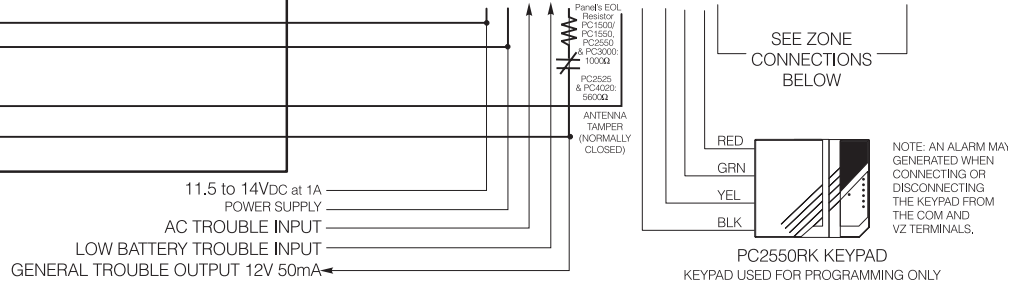 Panel's EOL
Resistor
PC1500/
PC1550,
PC2550
& PC3000:
1000Ω
PC2525
& PC4020:
5600Ω
ANTENNA
TAMPER
(NORMALLY
CLOSED)
SEE ZONE
CONNECTIONS
BELOW
RED
GRN
YEL
BLK
NOTE: AN ALARM MAY
GENERATED WHEN
CONNECTING OR
DISCONNECTING
THE KEYPAD FROM
THE COM AND
VZ TERMINALS.
PC2550RK KEYPAD
KEYPAD USED FOR PROGRAMMING ONLY
11.5 to 14VDC at 1A
POWER SUPPLY
AC TROUBLE INPUT
LOW BATTERY TROUBLE INPUT
GENERAL TROUBLE OUTPUT 12V 50mA